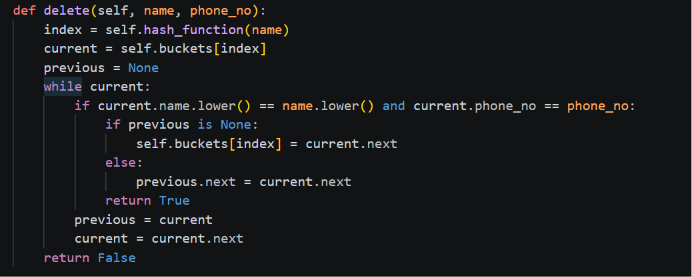 def delete(self, name, phone_no):
    index = self.hash_function(name)
    current = self.buckets[index]
    previous = None
    while current:
        if current.name.lower() == name.lower() and current.phone_no == phone_no:
            if previous is None:
                self.buckets[index] = current.next
            else:
                previous.next = current.next
            return True
        previous = current
        current = current.next
    return False